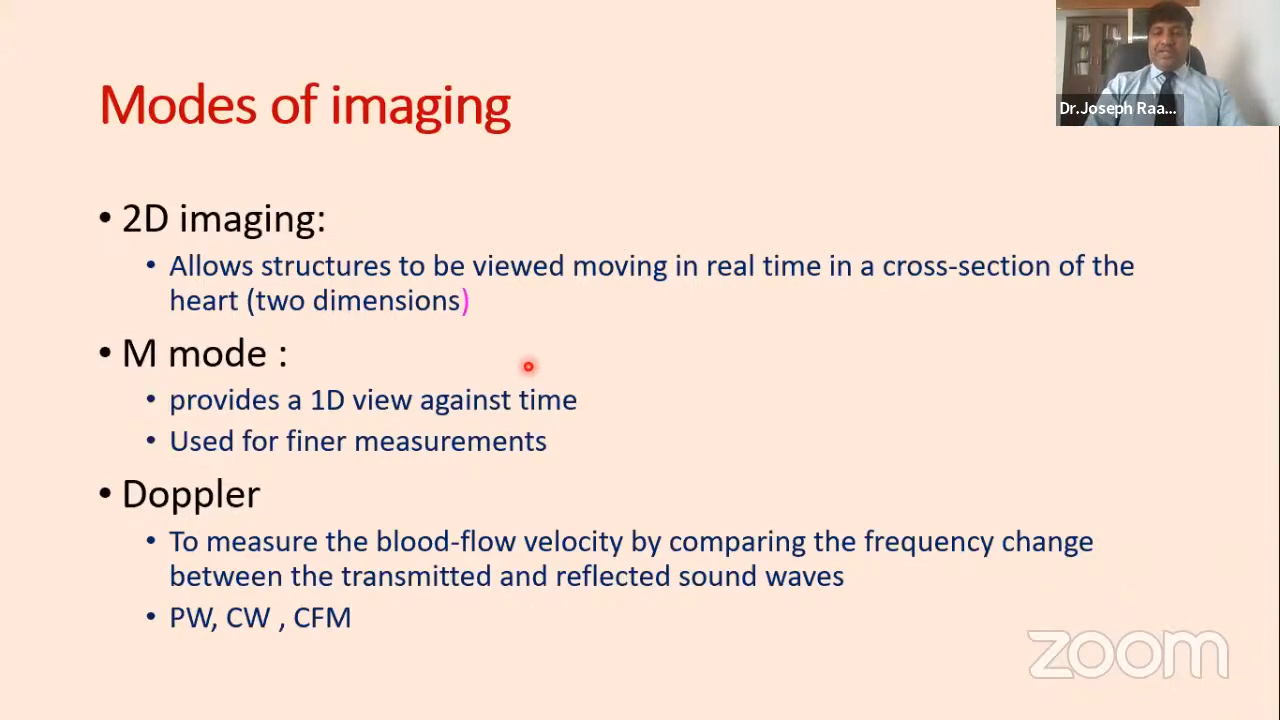 Modes of imaging
Dr.Joseph Raa...
• 2D imaging:
• Allows structures to be viewed moving in real time in a cross-section of the
heart (two dimensions)
• M mode :
• provides a 1D view against time
• Used for finer measurements
• Doppler
• To measure the blood-flow velocity by comparing the frequency change
between the transmitted and reflected sound waves
• PW, CW , CFM
zoom